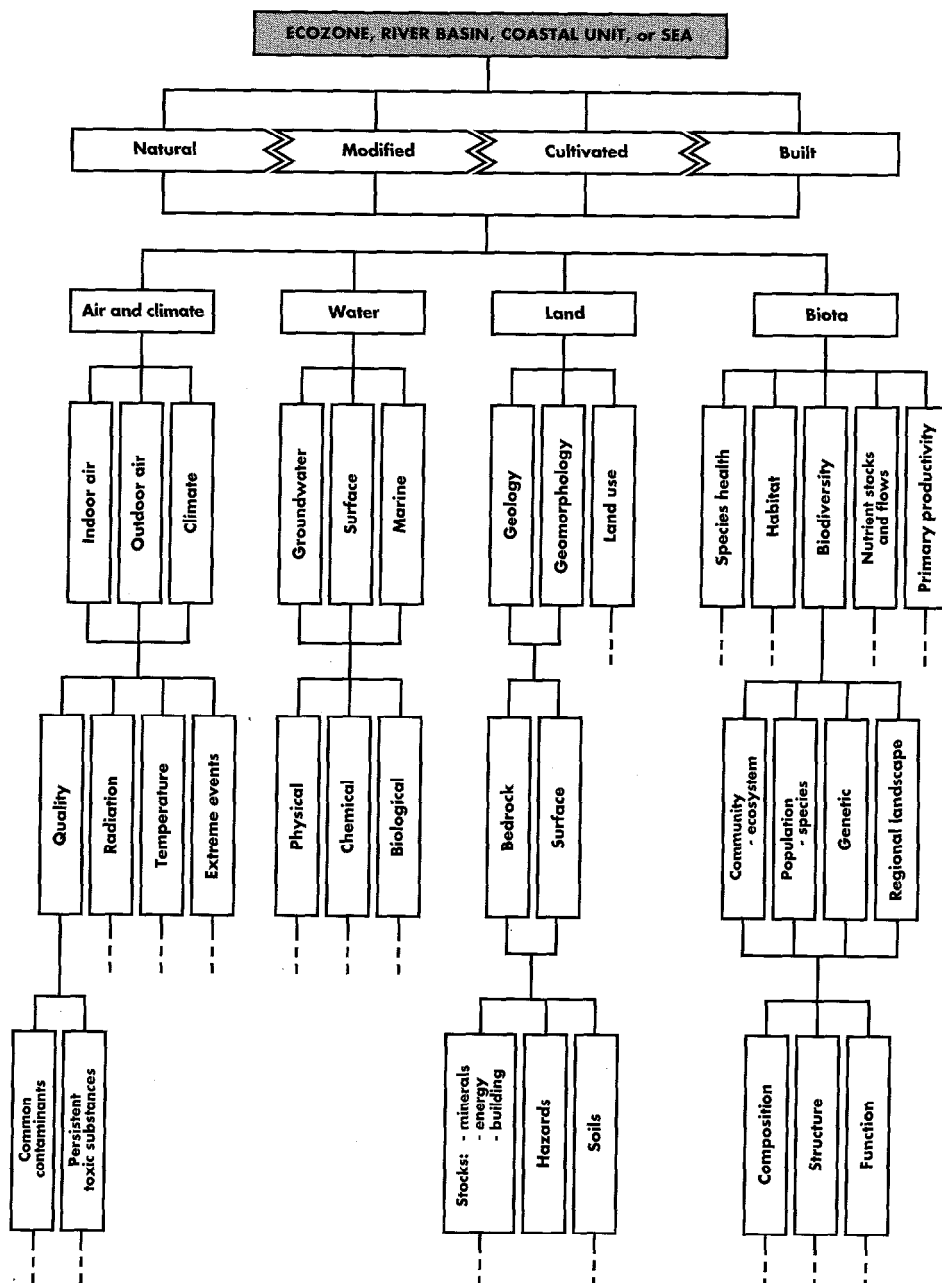 ECOZONE, RIVER BASIN, COASTAL UNIT, or SEA
Natural
Modified
Cultivated
Built
Air and climate
Water
Land
Biota
Indoor air
Outdoor air
Climate
Groundwater
Surface
Marine
Geology
Geomorphology
Land use
Species health
Habitat
Biodiversity
Nutrient stocks
and flows
Primary productivity
Quality
Radiation
Temperature
Extreme events
Physical
Chemical
Biological
Bedrock
Surface
Community
- ecosystem
Population
- species
Genetic
Regional landscape
Common
contaminants
Persistent
toxic substances
Stocks: - minerals
- energy
- building
Hazards
Soils
Composition
Structure
Function